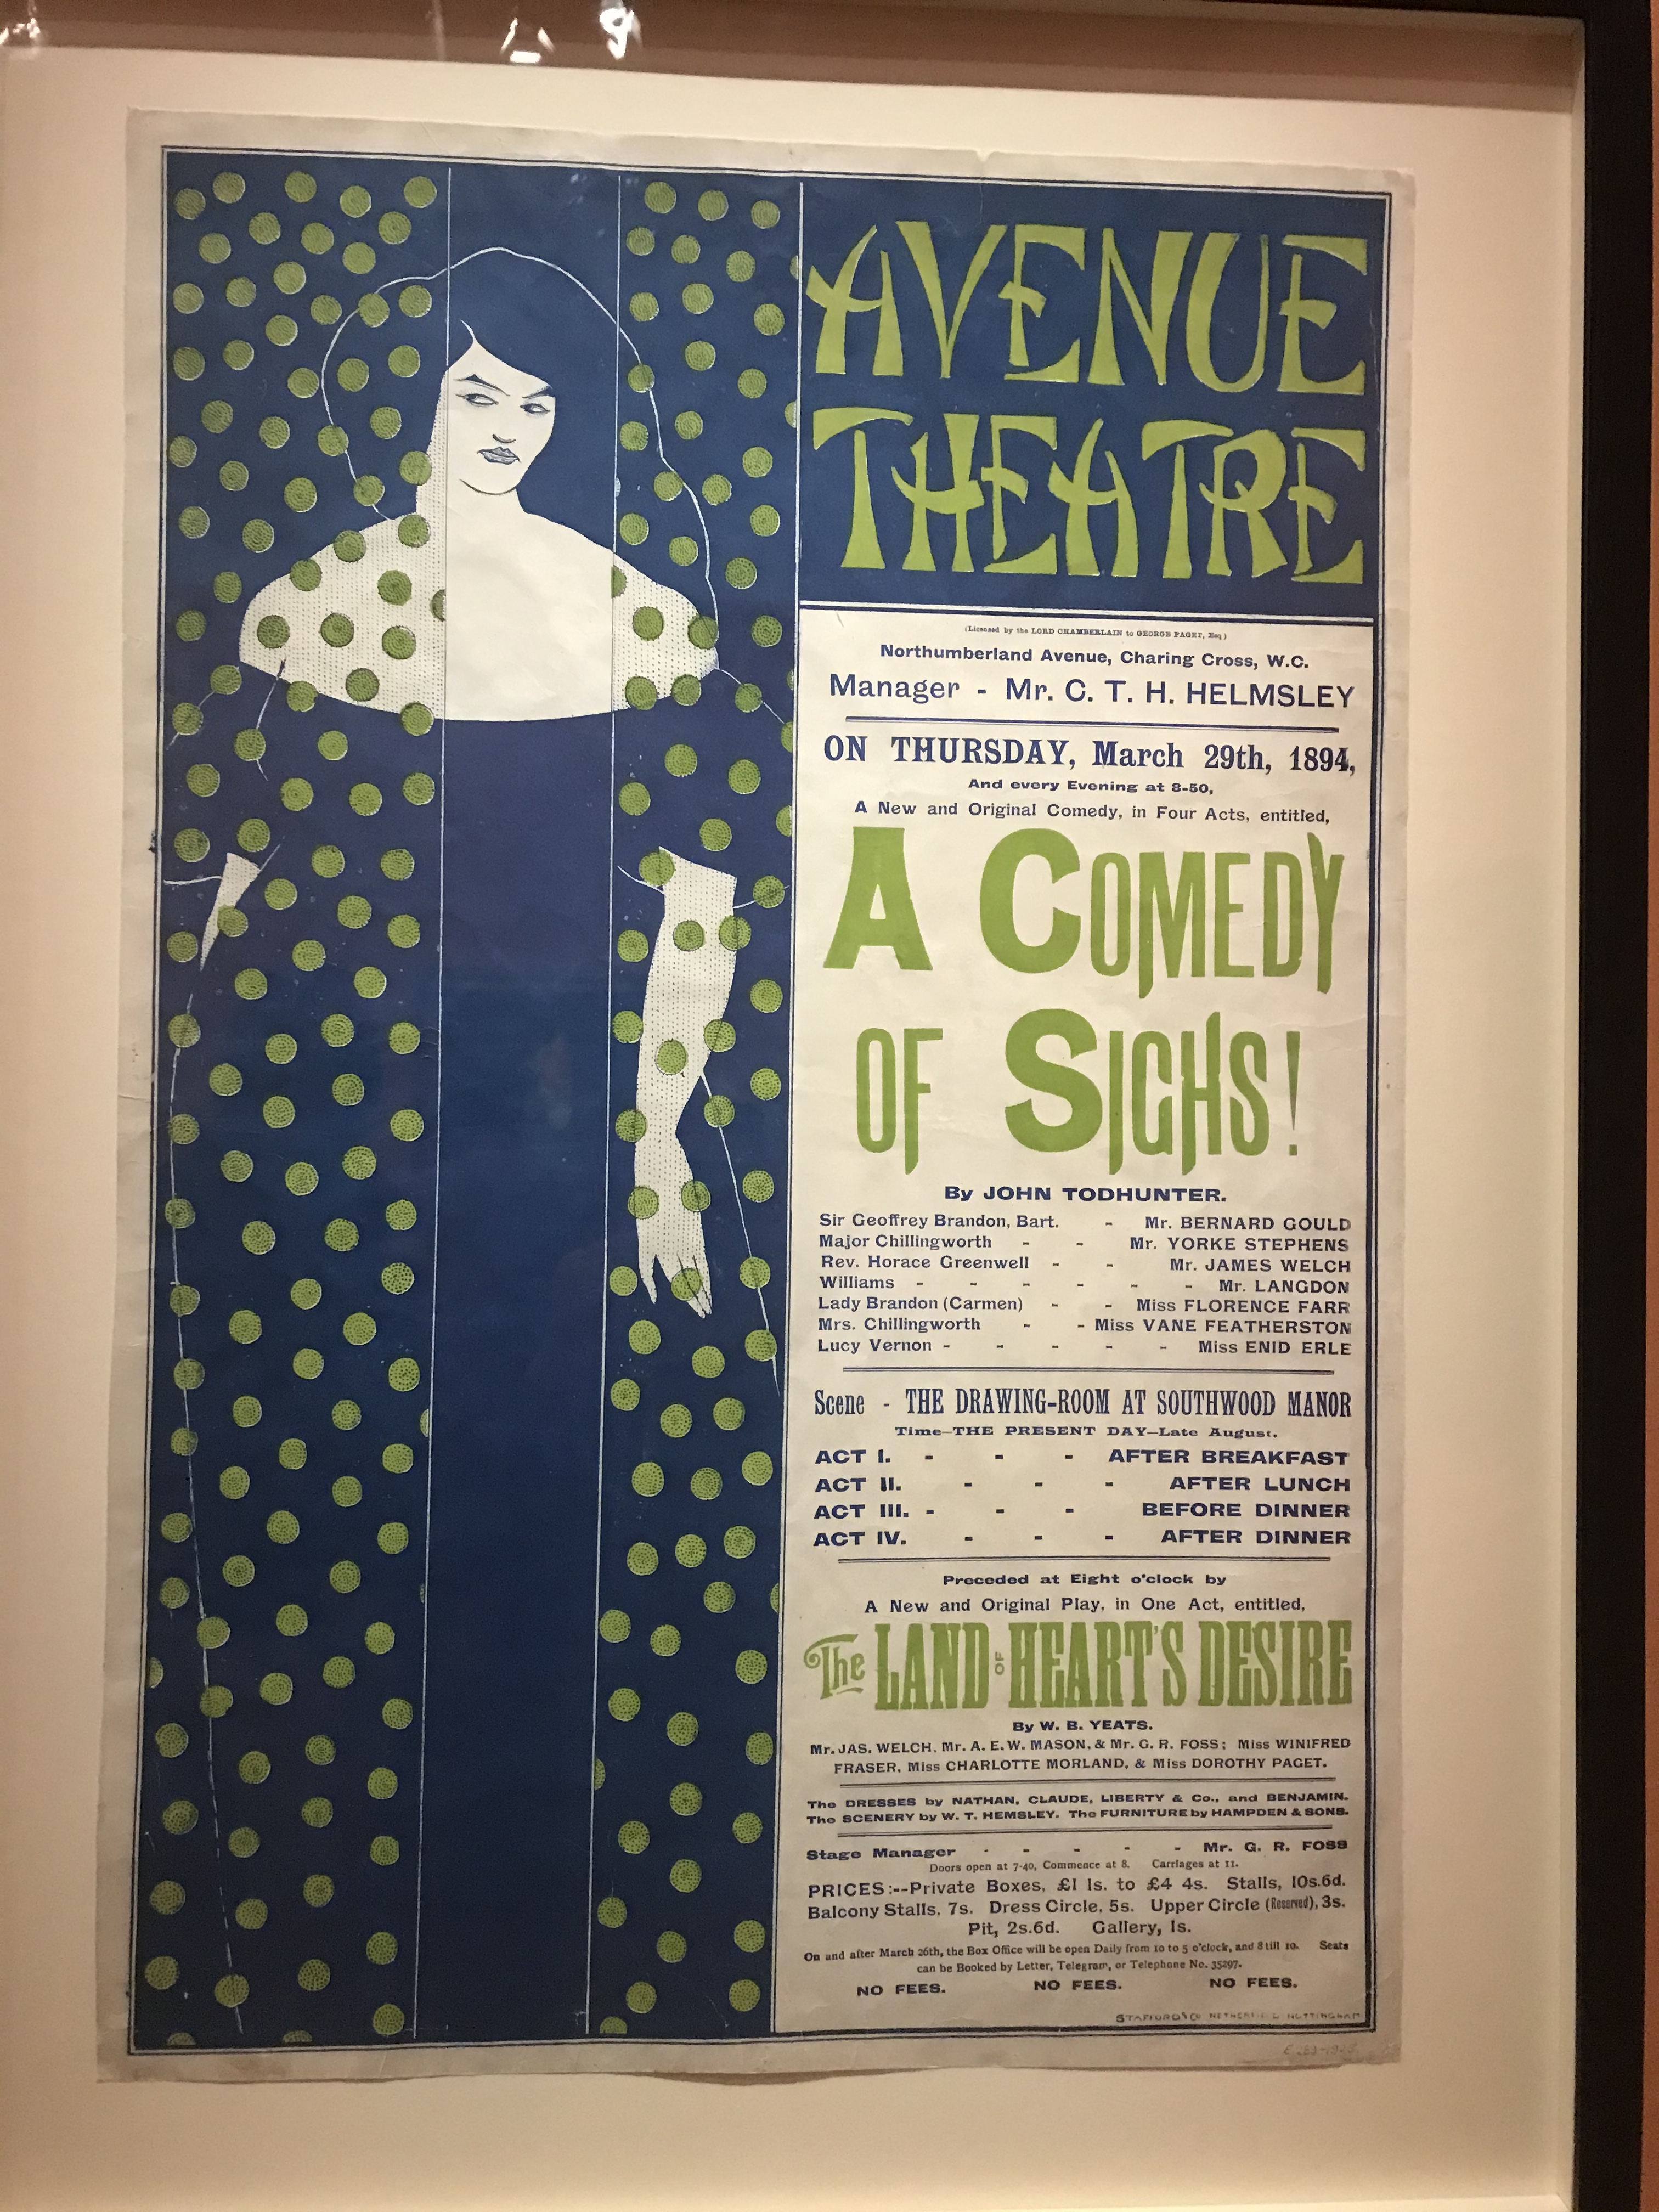 AVENUE
THEATRE
(Licensed by the LORD CHAMBERLAIN to GEORGE PAGET, Esq)
Northumberland Avenue, Charing Cross, W.C.
Manager - Mr. C. T. H. HELMSLEY
ON THURSDAY, March 29th, 1894,
And every Evening at 8-50,
A New and Original Comedy, in Four Acts, entitled,
A COMEDY
OF SIGHS!
By JOHN TODHUNTER.
Sir Geoffrey Brandon, Bart. - Mr. BERNARD GOULD
Major Chillingworth - - Mr. YORKE STEPHENS
Rev. Horace Greenwell - - Mr. JAMES WELCH
Williams - - - - - - Mr. LANGDON
Lady Brandon (Carmen) - - Miss FLORENCE FARR
Mrs. Chillingworth - - Miss VANE FEATHERSTON
Lucy Vernon - - - - - Miss ENID ERLE
Scene - THE DRAWING-ROOM AT SOUTHWOOD MANOR
Time—THE PRESENT DAY—Late August.
ACT I. - - - AFTER BREAKFAST
ACT II. - - - AFTER LUNCH
ACT III. - - - BEFORE DINNER
ACT IV. - - - AFTER DINNER
Preceded at Eight o'clock by
A New and Original Play, in One Act, entitled,
The LAND OF HEART'S DESIRE
By W. B. YEATS.
Mr. JAS. WELCH, Mr. A. E. W. MASON, & Mr. G. R. FOSS; Miss WINIFRED
FRASER, Miss CHARLOTTE MORLAND, & Miss DOROTHY PAGET.
The DRESSES by NATHAN, CLAUDE, LIBERTY & Co., and BENJAMIN.
The SCENERY by W. T. HEMSLEY. The FURNITURE by HAMPDEN & SONS.
Stage Manager - - - - - Mr. G. R. FOSS
Doors open at 7-40, Commence at 8. Carriages at 11.
PRICES:--Private Boxes, £1 1s. to £4 4s. Stalls, 10s.6d.
Balcony Stalls, 7s. Dress Circle, 5s. Upper Circle (Reserved), 3s.
Pit, 2s.6d. Gallery, 1s.
On and after March 26th, the Box Office will be open Daily from 10 to 5 o'clock, and 8 till 10. Seats
can be Booked by Letter, Telegram, or Telephone No. 35297.
NO FEES. NO FEES. NO FEES.
STAFFORD & Co NETHERFIELD NOTTINGHAM